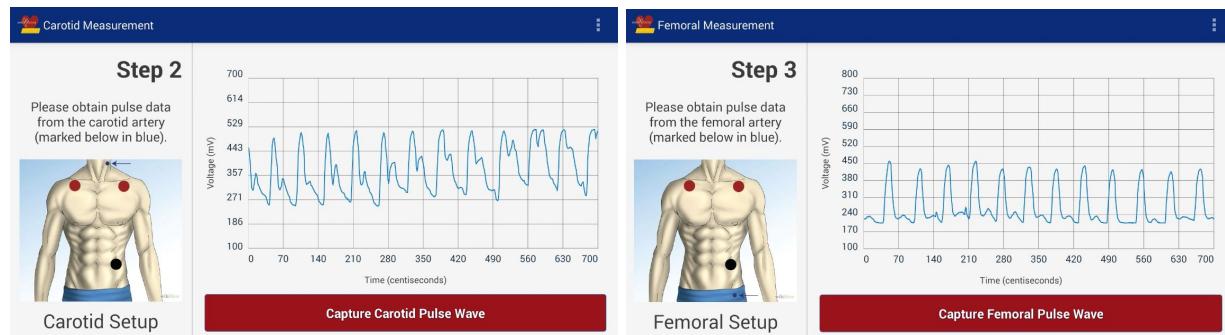 Carotid Measurement
Step 2
Please obtain pulse data
from the carotid artery
(marked below in blue).
Carotid Setup
Voltage (mV)
700
614
529
443
357
271
186
100
0 70 140 210 280 350 420 490 560 630 700
Time (centiseconds)
Capture Carotid Pulse Wave
Femoral Measurement
Step 3
Please obtain pulse data
from the femoral artery
(marked below in blue).
Femoral Setup
Voltage (mV)
800
730
660
590
520
450
380
310
240
170
100
0 70 140 210 280 350 420 490 560 630 700
Time (centiseconds)
Capture Femoral Pulse Wave